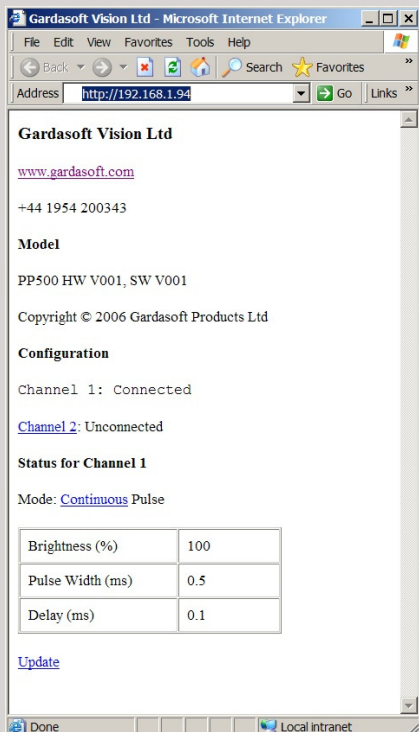 Gardasoft Vision Ltd - Microsoft Internet Explorer
File Edit View Favorites Tools Help
Back Search Favorites »
Address http://192.168.1.94 Go Links »
Gardasoft Vision Ltd
www.gardasoft.com
+44 1954 200343
Model
PP500 HW V001, SW V001
Copyright © 2006 Gardasoft Products Ltd
Configuration
Channel 1: Connected
Channel 2: Unconnected
Status for Channel 1
Mode: Continuous Pulse
Brightness (%) 100
Pulse Width (ms) 0.5
Delay (ms) 0.1
Update
Done Local intranet